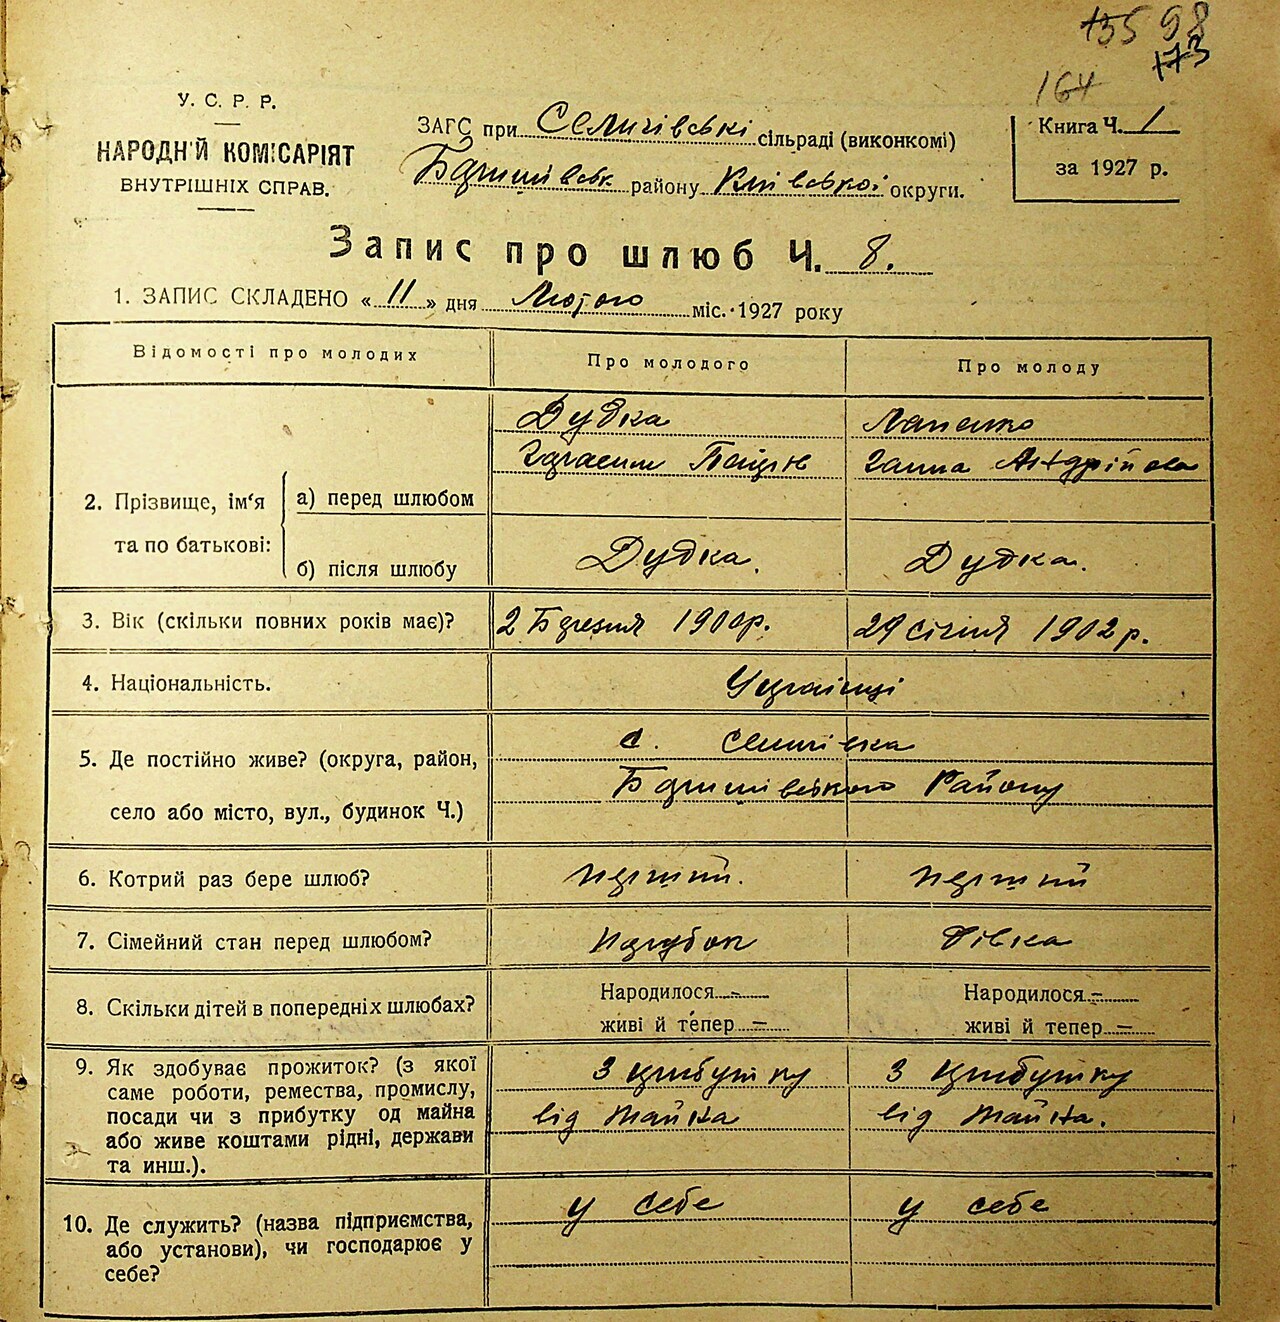 135 98
173
164
У. С. Р. Р.
НАРОДНІЙ КОМІСАРІЯТ
ВНУТРІШНІХ СПРАВ.
ЗАГС при Семигівські сільраді (виконкомі)
району Київської округи.
Книга Ч. 1
за 1927 р.
Запис про шлюб Ч. 8.
1. ЗАПИС СКЛАДЕНО «11» дня Лютого міс. 1927 року
Відомості про молодих
Про молодого
Про молоду
2. Прізвище, ім'я
та по батькові:
а) перед шлюбом
Дудка
Герасим
Лапенко
Ганна Андрійовна
б) після шлюбу
Дудка.
Дудка.
3. Вік (скільки повних років має)?
2 Березня 1900р.
29 січня 1902 р.
4. Національність.
Українці
5. Де постійно живе? (округа, район,
село або місто, вул., будинок Ч.)
с.
Району
6. Котрий раз бере шлюб?
перший.
перший
7. Сімейний стан перед шлюбом?
Парубок
Дівка
8. Скільки дітей в попередніх шлюбах?
Народилося –
живі й тепер –
Народилося –
живі й тепер –
9. Як здобуває прожиток? (з якої
саме роботи, ремества, промислу,
посади чи з прибутку од майна
або живе коштами рідні, держави
та инш.).
З прибутку
від майна
З прибутку
від майна.
10. Де служить? (назва підприємства,
або установи), чи господарює у
себе?
у себе
у себе